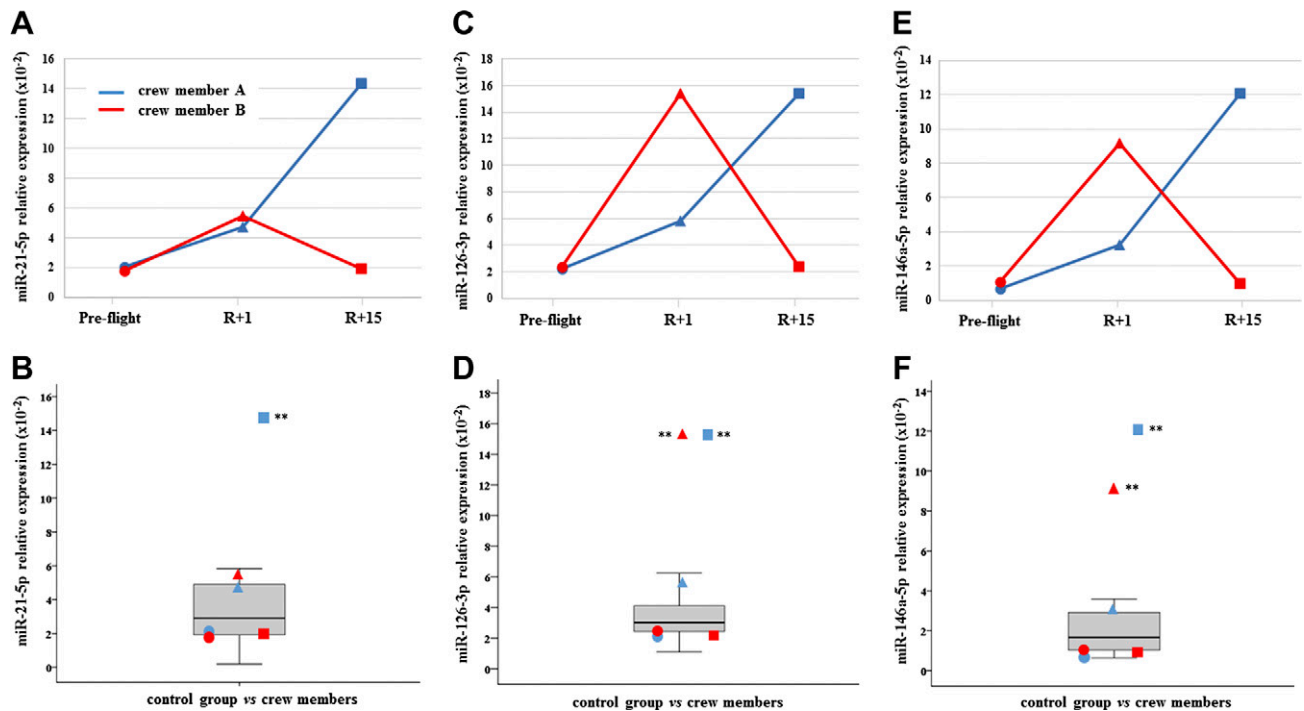 A
miR-21-5p relative expression (x10-2)
16
14
12
10
8
6
4
2
0
crew member A
crew member B
Pre-flight R+1 R+15
C
miR-126-3p relative expression (x10-2)
18
16
14
12
10
8
6
4
2
0
Pre-flight R+1 R+15
E
miR-146a-5p relative expression (x10-2)
14
12
10
8
6
4
2
0
Pre-flight R+1 R+15
B
miR-21-5p relative expression (x10-2)
16
14
12
10
8
6
4
2
0
**
control group vs crew members
D
miR-126-3p relative expression (x10-2)
18
16
14
12
10
8
6
4
2
0
** **
control group vs crew members
F
miR-146a-5p relative expression (x10-2)
14
12
10
8
6
4
2
0
**
**
control group vs crew members